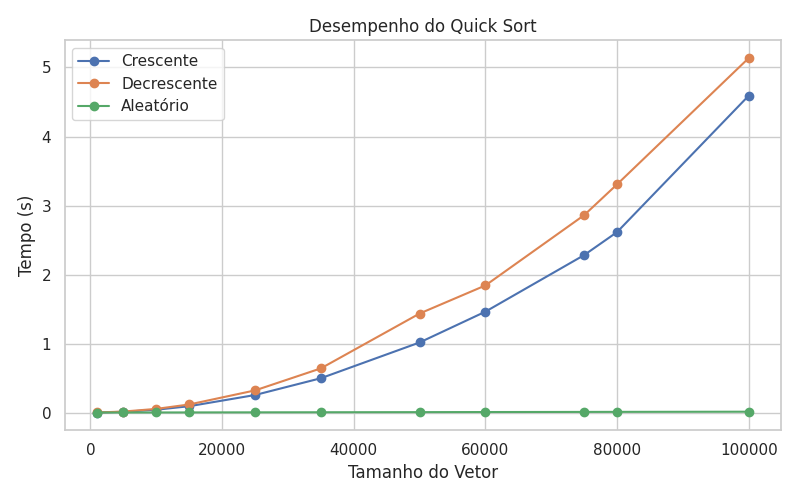 Desempenho do Quick Sort
Crescente
Decrescente
Aleatório
Tempo (s)
5
4
3
2
1
0
0 20000 40000 60000 80000 100000
Tamanho do Vetor